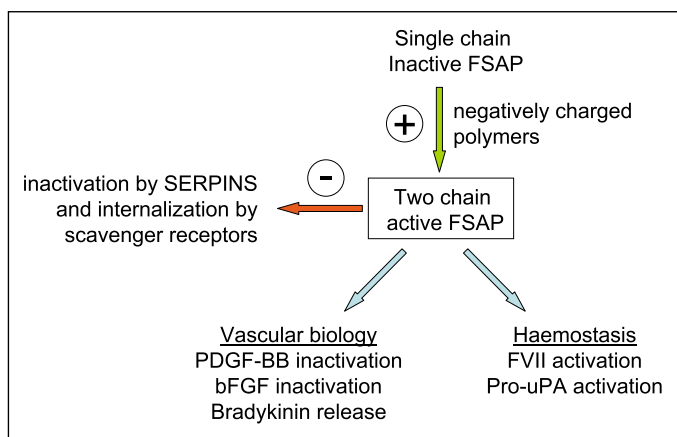 Single chain
Inactive FSAP
+
negatively charged
polymers
-
inactivation by SERPINS
and internalization by
scavenger receptors
Two chain
active FSAP
Vascular biology
PDGF-BB inactivation
bFGF inactivation
Bradykinin release
Haemostasis
FVII activation
Pro-uPA activation